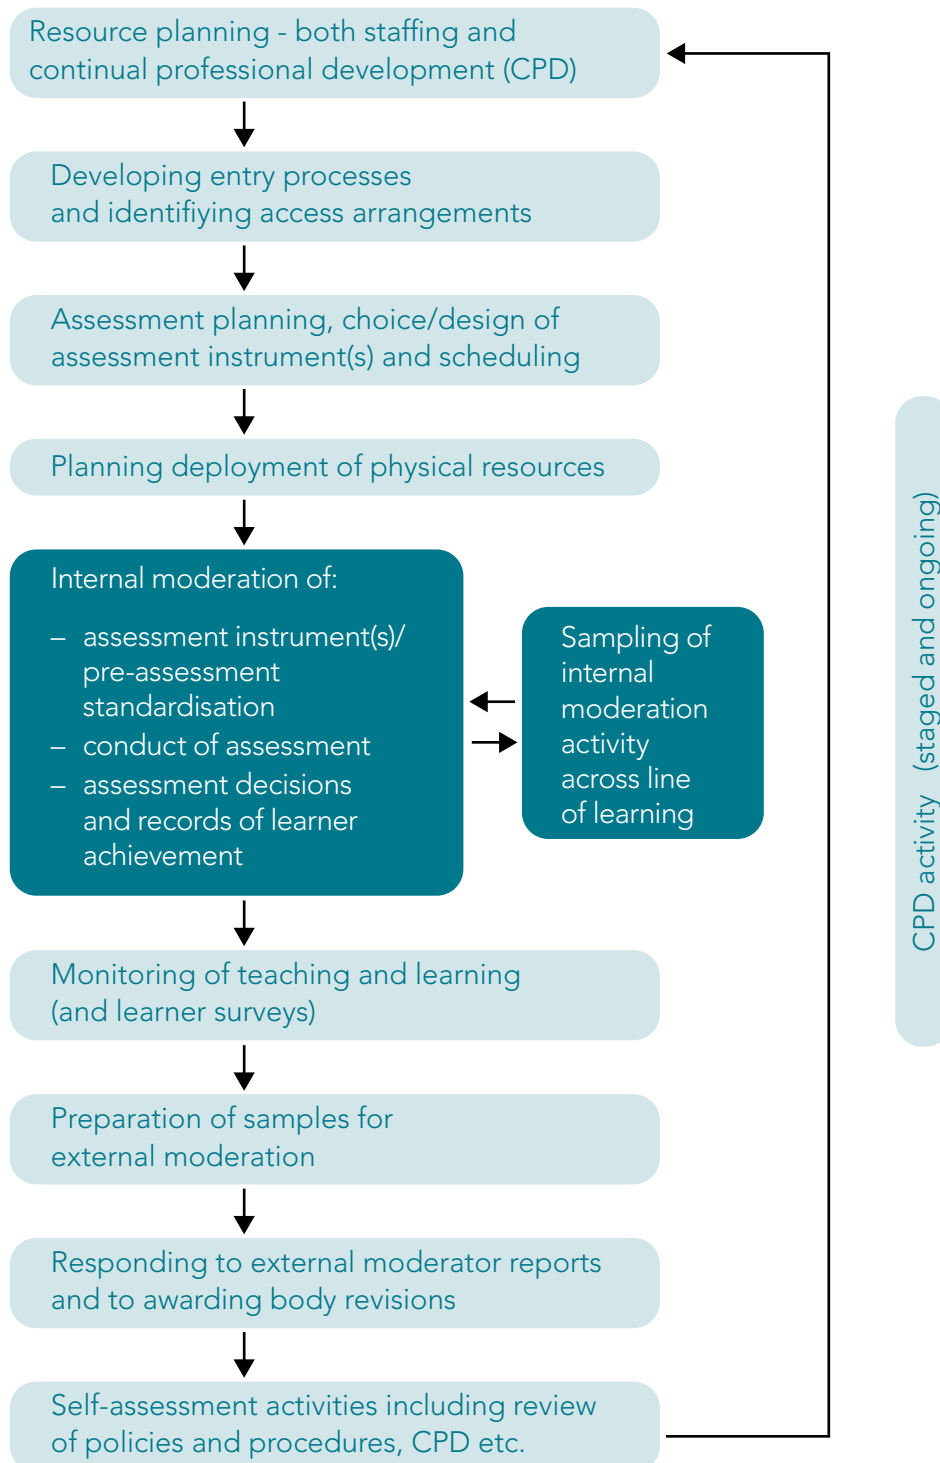 Resource planning - both staffing and
continual professional development (CPD)
Developing entry processes
and identifiying access arrangements
Assessment planning, choice/design of
assessment instrument(s) and scheduling
Planning deployment of physical resources
Internal moderation of:
– assessment instrument(s)/
pre-assessment
standardisation
– conduct of assessment
– assessment decisions
and records of learner
achievement
Sampling of
internal
moderation
activity
across line
of learning
Monitoring of teaching and learning
(and learner surveys)
Preparation of samples for
external moderation
Responding to external moderator reports
and to awarding body revisions
Self-assessment activities including review
of policies and procedures, CPD etc.
CPD activity (staged and ongoing)